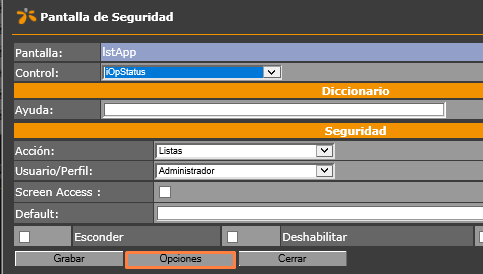 Pantalla de Seguridad
Pantalla: lstApp
Control: iOpStatus
Diccionario
Ayuda:
Seguridad
Acción: Listas
Usuario/Perfil: Administrador
Screen Access :
Default:
Esconder Deshabilitar
Grabar Opciones Cerrar